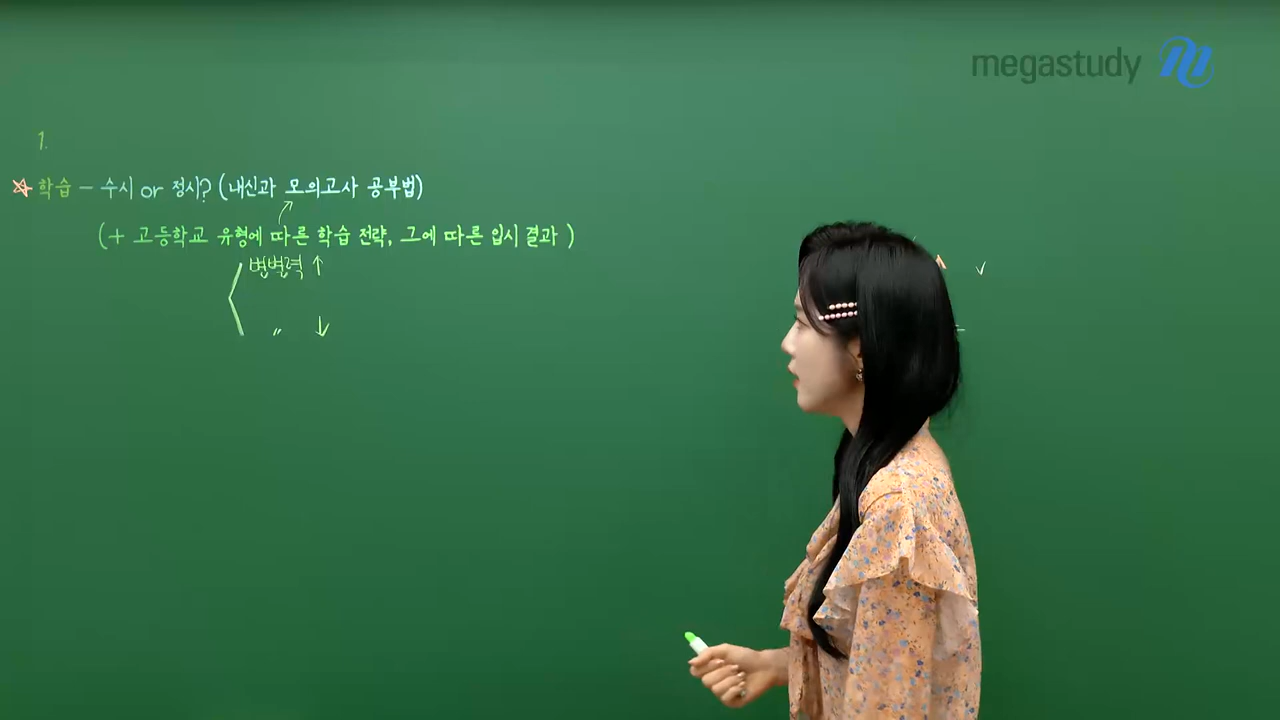 megastudy
1.
☆ 학습 - 수시 or 정시? (내신과 모의고사 공부법)
(+ 고등학교 유형에 따른 학습 전략, 그에 따른 입시 결과 )
변별력 ↑
〃 ↓